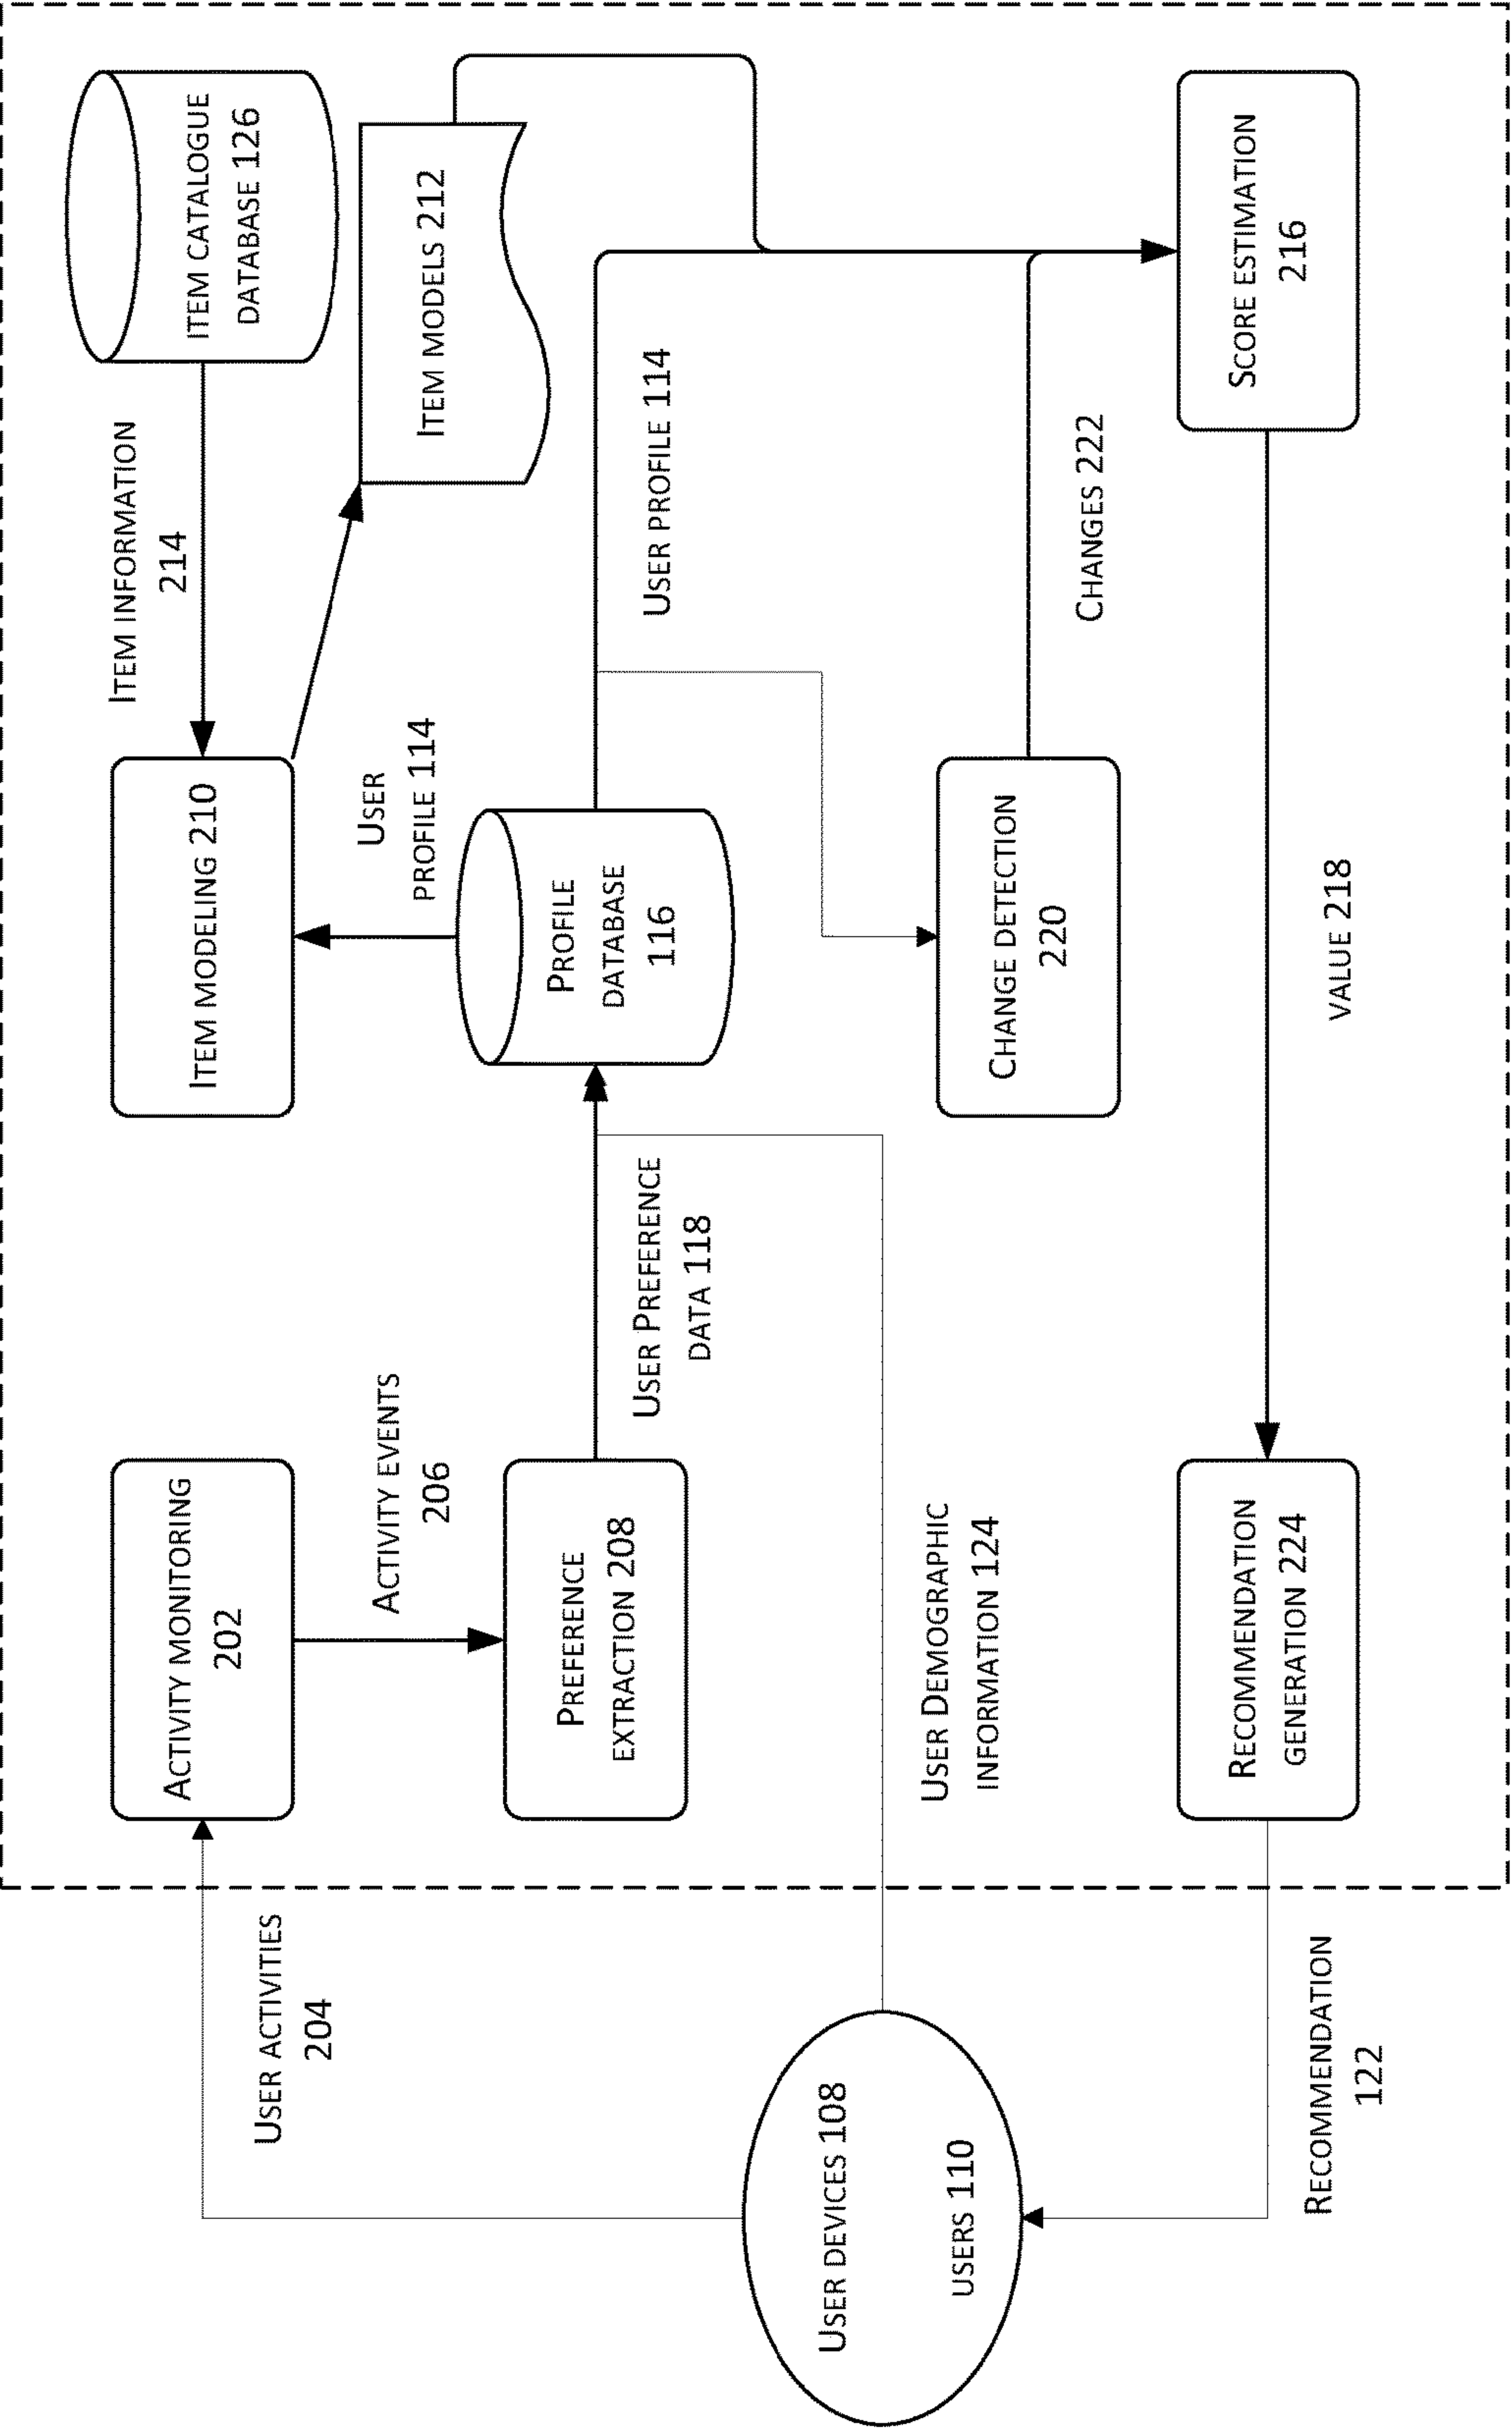 USER ACTIVITIES
204
ACTIVITY MONITORING
202
ACTIVITY EVENTS
206
PREFERENCE
EXTRACTION 208
USER PREFERENCE
DATA 118
ITEM MODELING 210
ITEM INFORMATION
214
ITEM CATALOGUE
DATABASE 126
ITEM MODELS 212
USER
PROFILE 114
PROFILE
DATABASE
116
USER PROFILE 114
USER DEVICES 108
USERS 110
USER DEMOGRAPHIC
INFORMATION 124
CHANGE DETECTION
220
CHANGES 222
SCORE ESTIMATION
216
VALUE 218
RECOMMENDATION
GENERATION 224
RECOMMENDATION
122